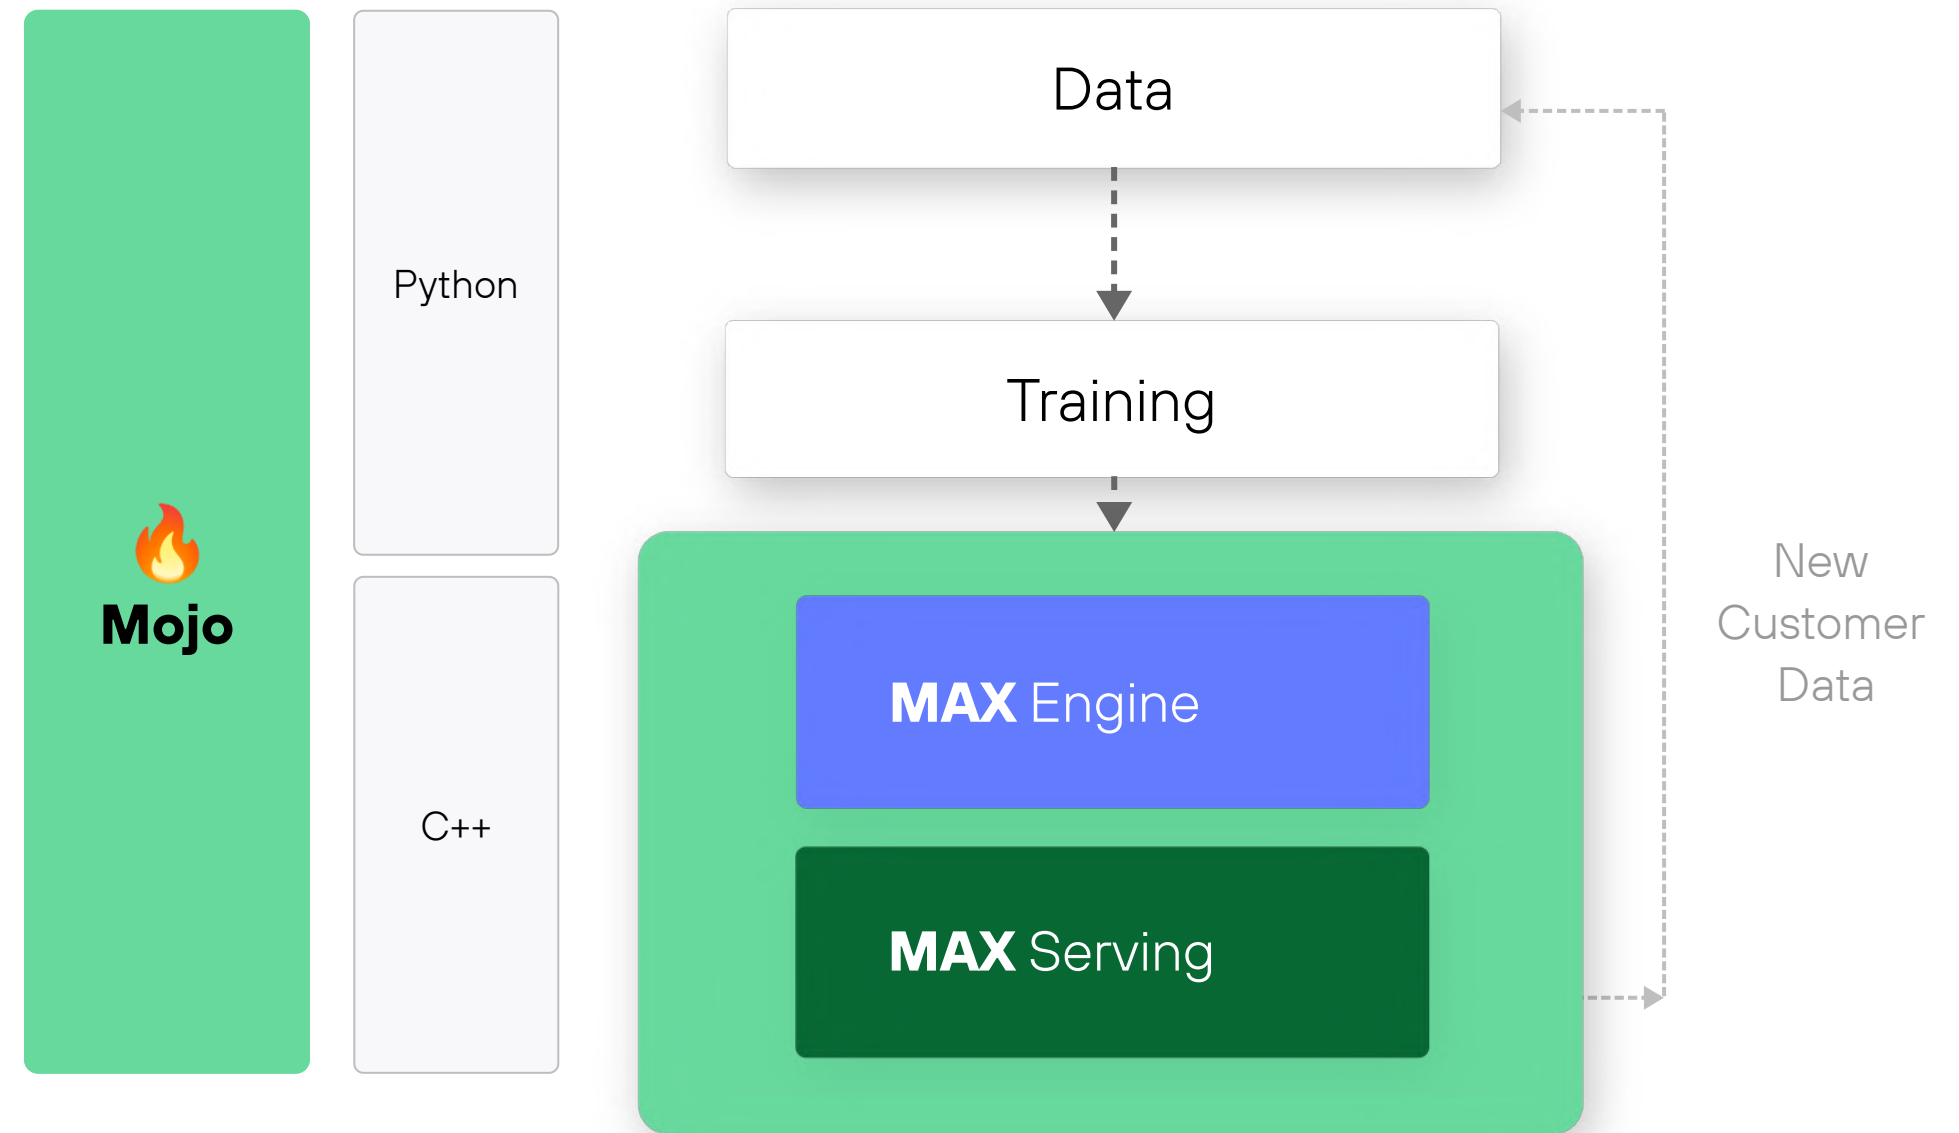 Data
Python
Training
Mojo
C++
MAX Engine
MAX Serving
New
Customer
Data